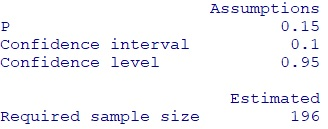 Assumptions
P 0.15
Confidence interval 0.1
Confidence level 0.95
Estimated
Required sample size 196